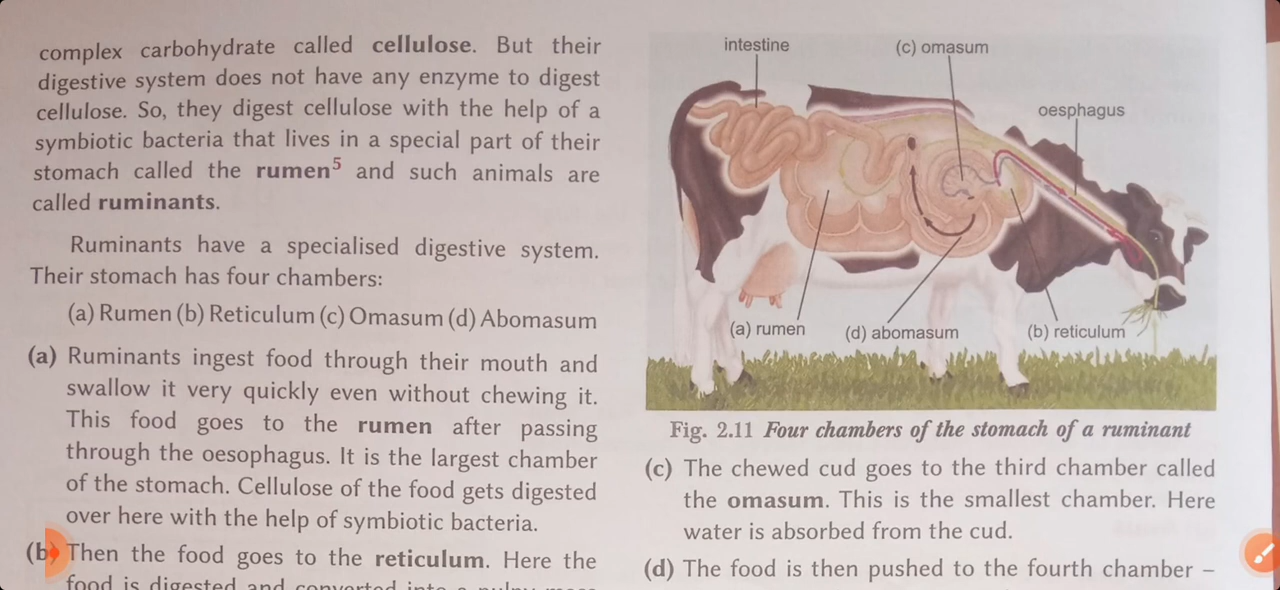 complex carbohydrate called cellulose. But their
digestive system does not have any enzyme to digest
cellulose. So, they digest cellulose with the help of a
symbiotic bacteria that lives in a special part of their
stomach called the rumen5 and such animals are
called ruminants.
Ruminants have a specialised digestive system.
Their stomach has four chambers:
(a) Rumen (b) Reticulum (c) Omasum (d) Abomasum
(a) Ruminants ingest food through their mouth and
swallow it very quickly even without chewing it.
This food goes to the rumen after passing
through the oesophagus. It is the largest chamber
of the stomach. Cellulose of the food gets digested
over here with the help of symbiotic bacteria.
(b) Then the food goes to the reticulum. Here the
food is digested and converted into a pulpy mass
intestine
(c) omasum
oesphagus
(a) rumen
(d) abomasum
(b) reticulum
Fig. 2.11 Four chambers of the stomach of a ruminant
(c) The chewed cud goes to the third chamber called
the omasum. This is the smallest chamber. Here
water is absorbed from the cud.
(d) The food is then pushed to the fourth chamber –